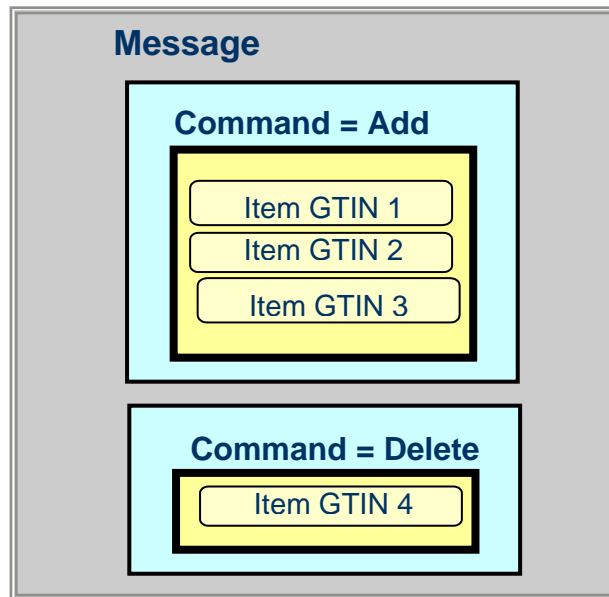 Message
Command = Add
Item GTIN 1
Item GTIN 2
Item GTIN 3
Command = Delete
Item GTIN 4